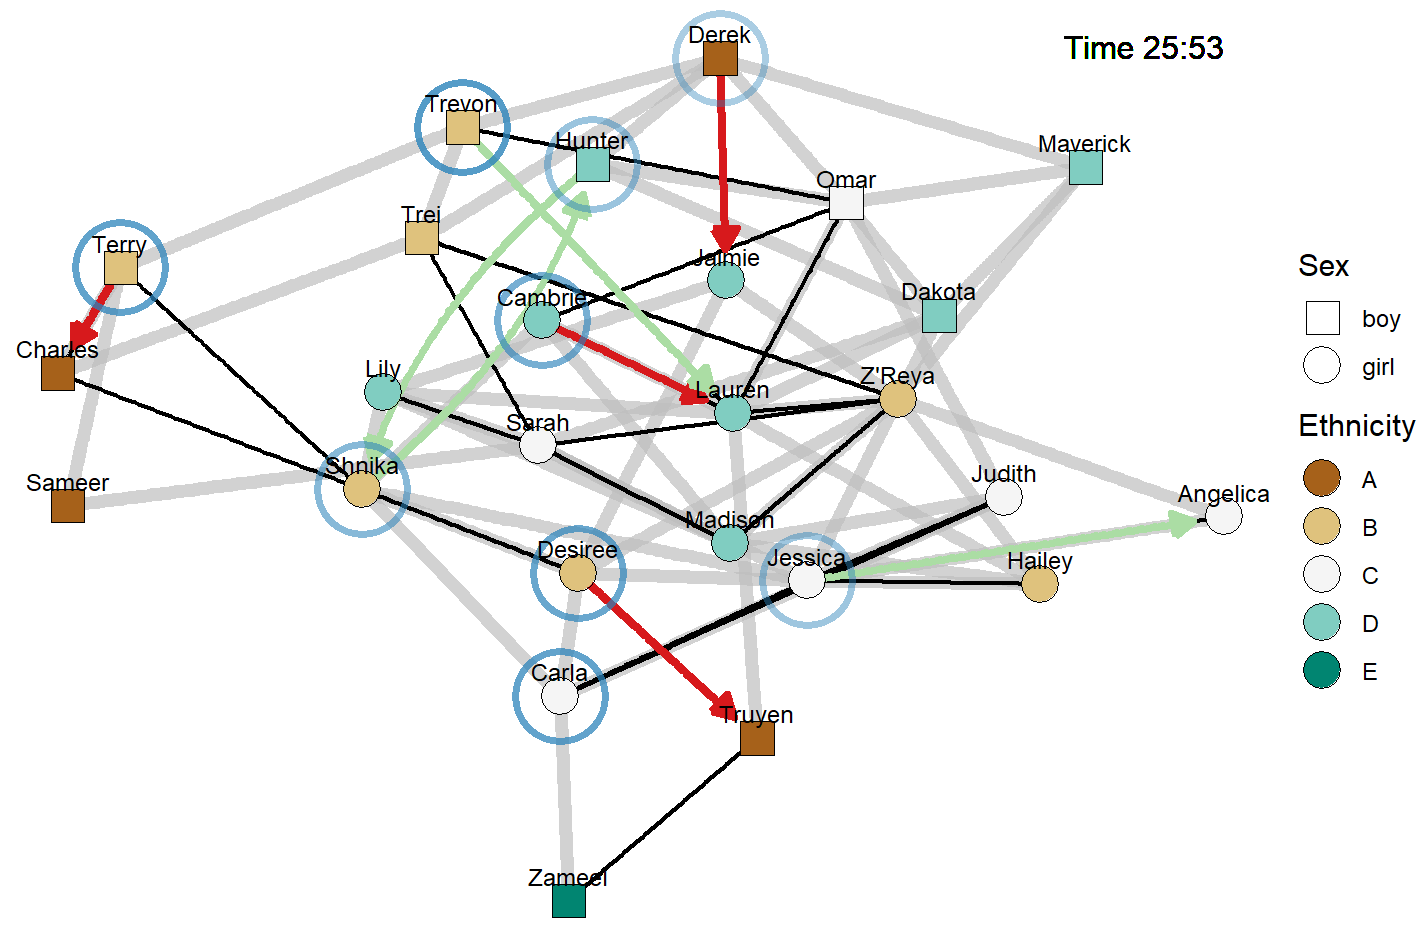 Derek
Time 25:53
Trevon
Hunter
Maverick
Omar
Trei
Terry
Jaimie
Dakota
Cambrie
Charles
Lily
Z'Reya
Lauren
Sarah
Shnika
Sameer
Judith
Angelica
Madison
Desiree
Jessica
Hailey
Carla
Truyen
Zameel
Sex
boy
girl
Ethnicity
A
B
C
D
E